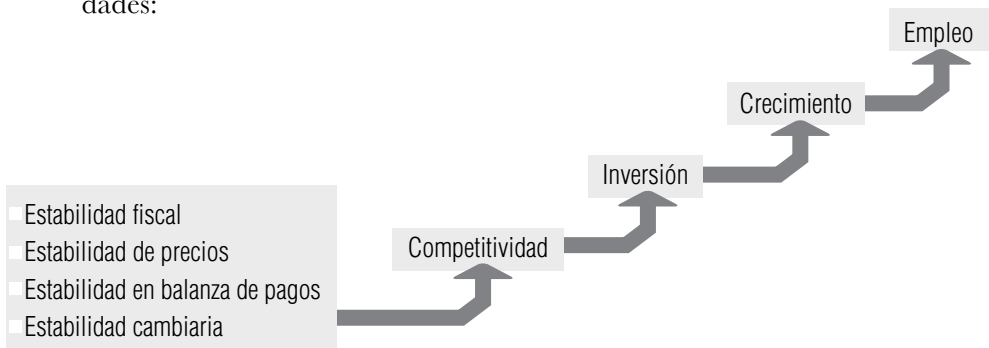 dades:
Empleo
Crecimiento
Inversión
Competitividad
Estabilidad fiscal
Estabilidad de precios
Estabilidad en balanza de pagos
Estabilidad cambiaria